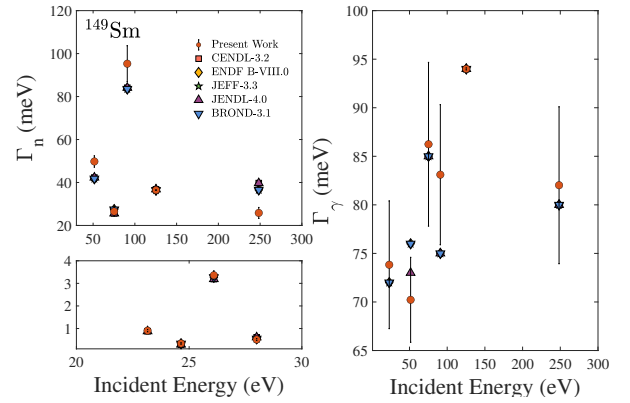 ¹⁴⁹Sm
Present Work
CENDL-3.2
ENDF B-VIII.0
JEFF-3.3
JENDL-4.0
BROND-3.1
Γn (meV)
100
80
60
40
20
50 100 150 200 250 300
4
3
2
1
20 30
Incident Energy (eV)
Γγ (meV)
100
95
90
85
80
75
70
65
50 100 150 200 250 300
Incident Energy (eV)